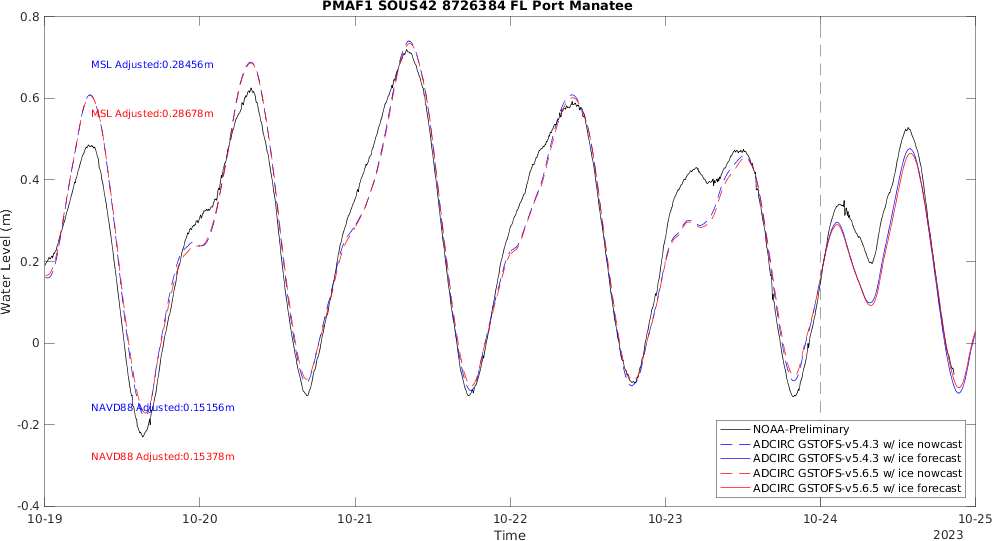 PMAF1 SOUS42 8726384 FL Port Manatee
0.8
0.6
0.4
0.2
0
-0.2
-0.4
Water Level (m)
MSL Adjusted:0.28456m
MSL Adjusted:0.28678m
NAVD88 Adjusted:0.15156m
NAVD88 Adjusted:0.15378m
NOAA-Preliminary
ADCIRC GSTOFS-v5.4.3 w/ ice nowcast
ADCIRC GSTOFS-v5.4.3 w/ ice forecast
ADCIRC GSTOFS-v5.6.5 w/ ice nowcast
ADCIRC GSTOFS-v5.6.5 w/ ice forecast
10-19 10-20 10-21 10-22 10-23 10-24 10-25
Time
2023